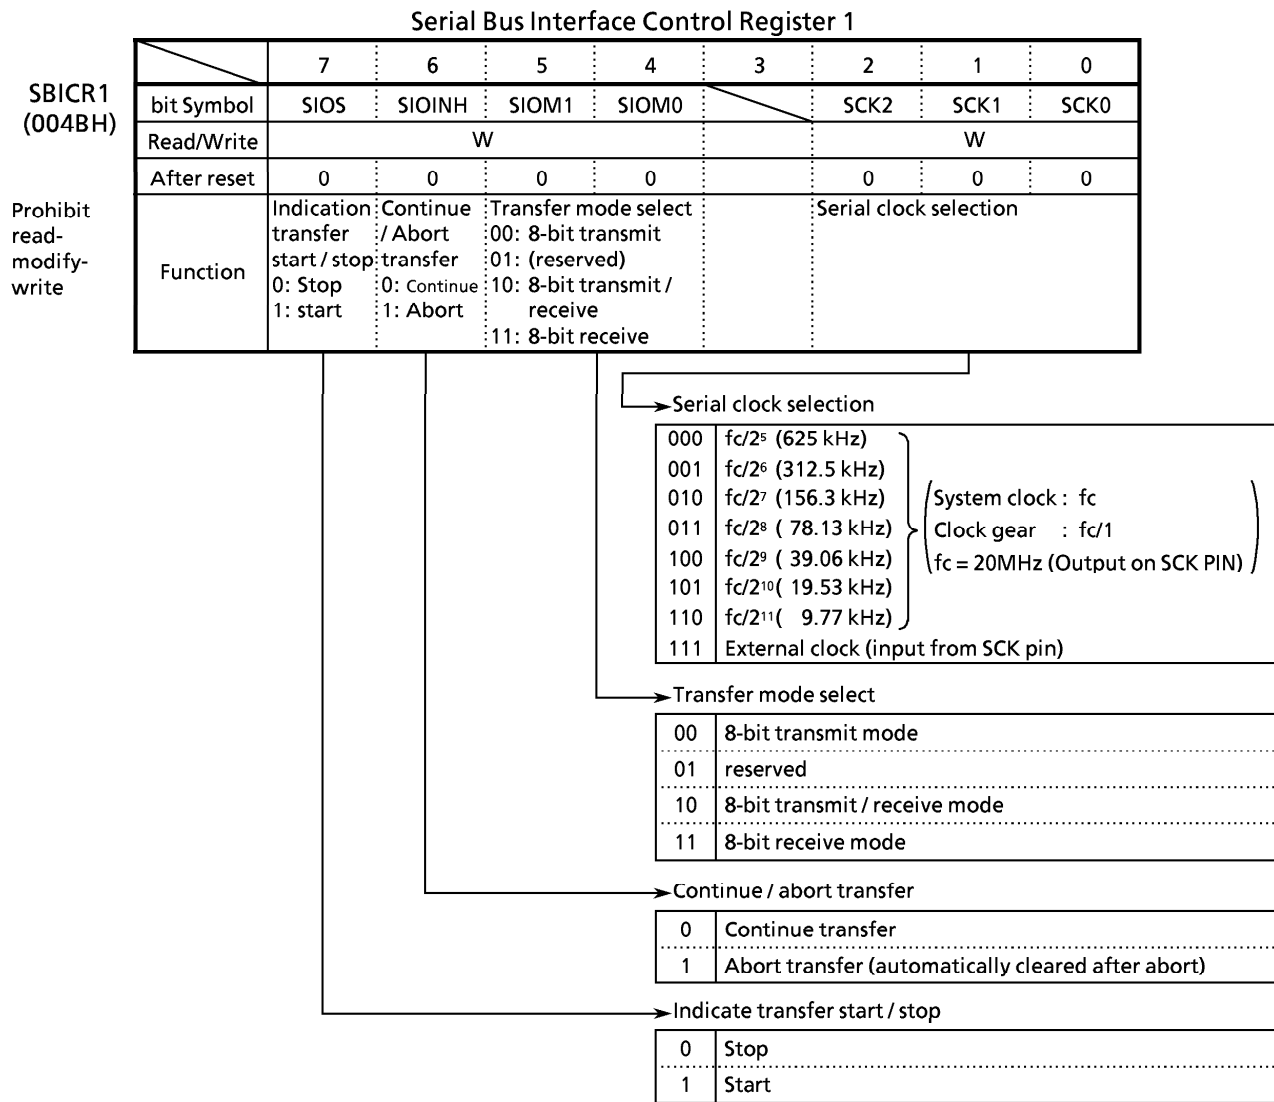 Serial Bus Interface Control Register 1
7 6 5 4 3 2 1 0
SBICR1
(004BH)
bit Symbol SIOS SIOINH SIOM1 SIOM0 SCK2 SCK1 SCK0
Read/Write W W
After reset 0 0 0 0 0 0 0
Prohibit
read-
modify-
write
Function
Indication
transfer
start / stop
0: Stop
1: start
Continue
/ Abort
transfer
0: Continue
1: Abort
Transfer mode select
00: 8-bit transmit
01: (reserved)
10: 8-bit transmit /
receive
11: 8-bit receive
Serial clock selection
Serial clock selection
000 fc/2⁵ (625 kHz)
001 fc/2⁶ (312.5 kHz)
010 fc/2⁷ (156.3 kHz)
011 fc/2⁸ ( 78.13 kHz)
100 fc/2⁹ ( 39.06 kHz)
101 fc/2¹⁰( 19.53 kHz)
110 fc/2¹¹( 9.77 kHz)
111 External clock (input from SCK pin)
System clock : fc
Clock gear : fc/1
fc = 20MHz (Output on SCK PIN)
Transfer mode select
00 8-bit transmit mode
01 reserved
10 8-bit transmit / receive mode
11 8-bit receive mode
Continue / abort transfer
0 Continue transfer
1 Abort transfer (automatically cleared after abort)
Indicate transfer start / stop
0 Stop
1 Start